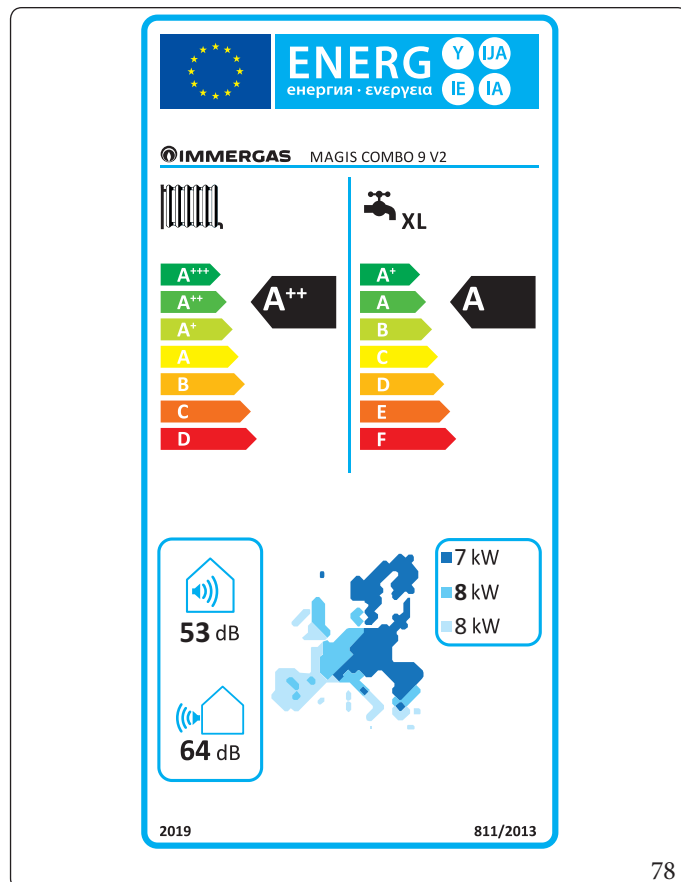 ENERG Y IJA
енергия · ενεργεια IE IA
IMMERGAS MAGIS COMBO 9 V2
XL
A+++ A+
A++ A++ A A
A+ B
A C
B D
C E
D F
7 kW
8 kW
53 dB 8 kW
64 dB
2019 811/2013
78